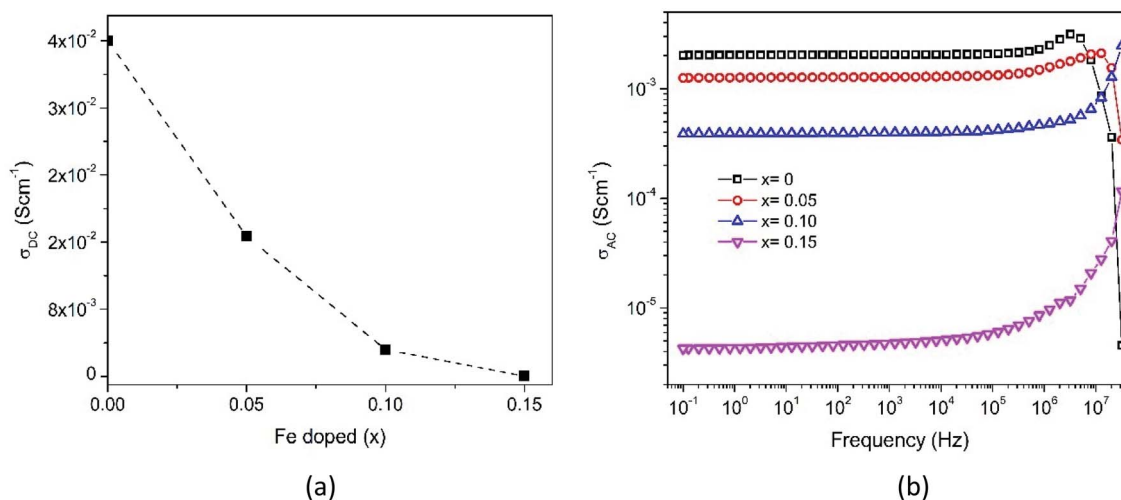 4x10⁻²
3x10⁻²
2x10⁻²
2x10⁻²
8x10⁻³
0
σDC (Scm⁻¹)
0.00 0.05 0.10 0.15
Fe doped (x)
(a)
10⁻³
10⁻⁴
10⁻⁵
σAC (Scm⁻¹)
x= 0
x= 0.05
x= 0.10
x= 0.15
10⁻¹ 10⁰ 10¹ 10² 10³ 10⁴ 10⁵ 10⁶ 10⁷
Frequency (Hz)
(b)